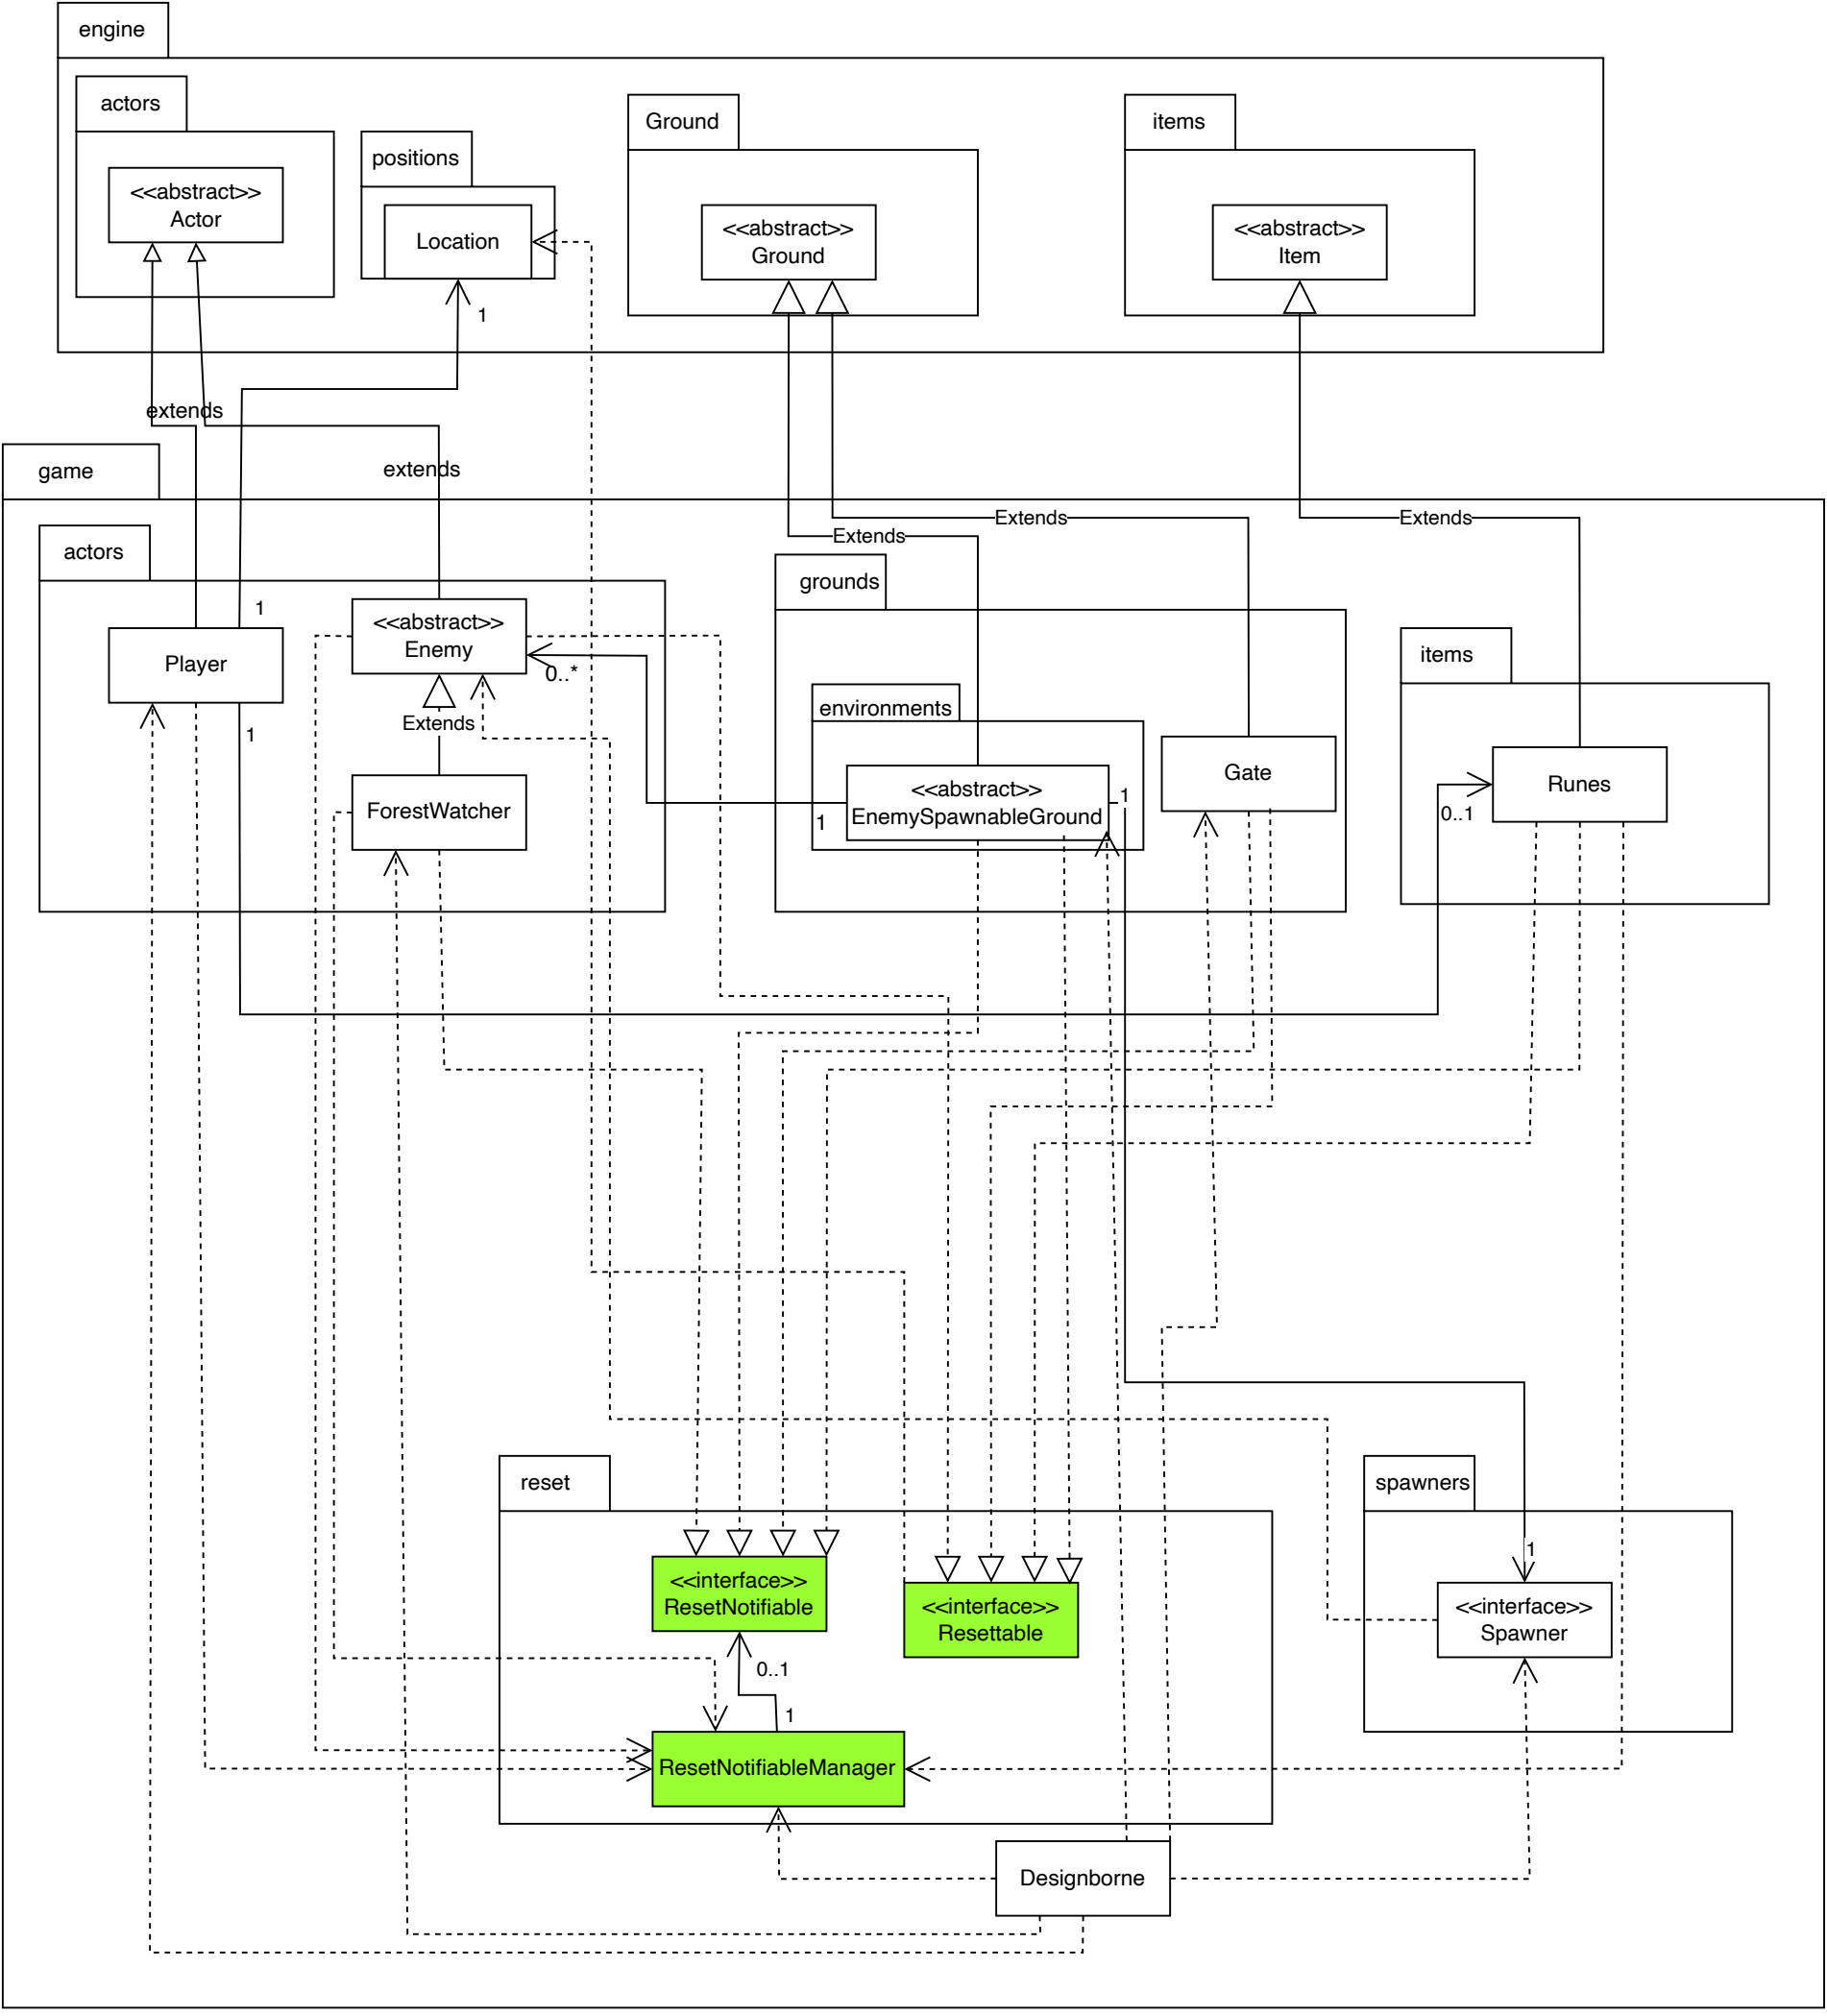 engine
actors
Ground
items
positions
<<abstract>>
Actor
Location
<<abstract>>
Ground
<<abstract>>
Item
1
extends
extends
game
Extends
Extends
Extends
actors
grounds
1
<<abstract>>
Enemy
items
Player
0..*
environments
Extends
1
Gate
Runes
<<abstract>>
EnemySpawnableGround
1
1
ForestWatcher
0..1
reset
spawners
1
<<interface>>
ResetNotifiable
<<interface>>
Resettable
<<interface>>
Spawner
0..1
1
ResetNotifiableManager
Designborne